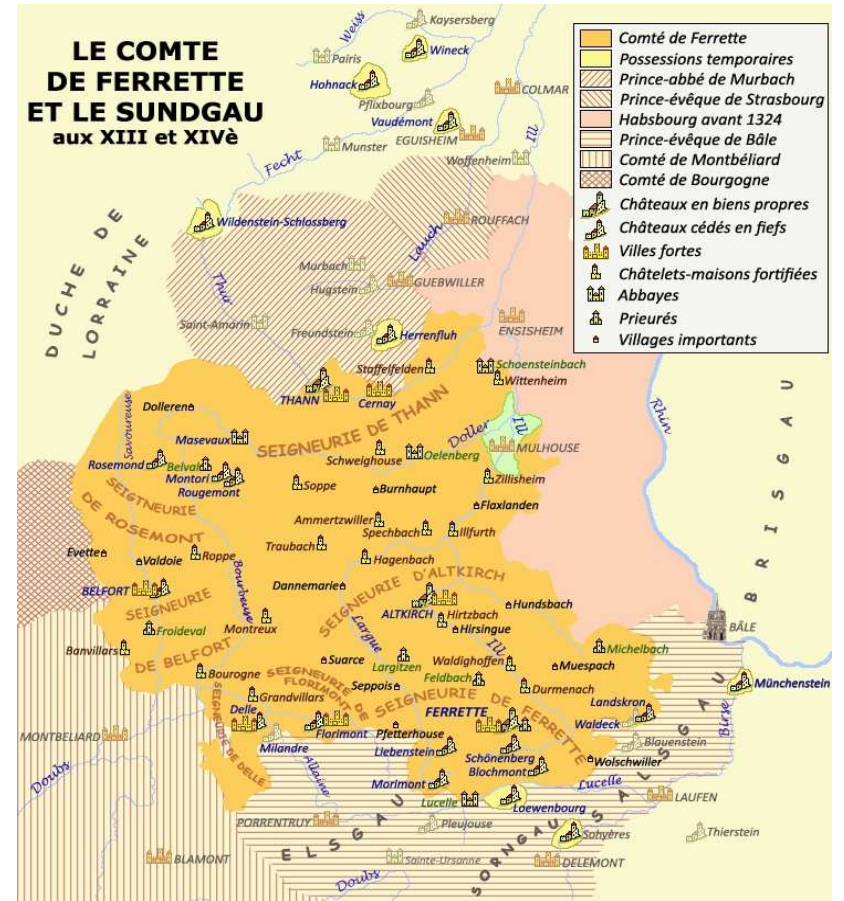 LE COMTE
DE FERRETTE
ET LE SUNDGAU
aux XIII et XIVè
Comté de Ferrette
Possessions temporaires
Prince-abbé de Murbach
Prince-évêque de Strasbourg
Habsbourg avant 1324
Prince-évêque de Bâle
Comté de Montbéliard
Comté de Bourgogne
Châteaux en biens propres
Châteaux cédés en fiefs
Villes fortes
Châtelets-maisons fortifiées
Abbayes
Prieurés
Villages importants
Kaysersberg
Weiss
Pairis
Wineck
Hohnack
COLMAR
Pflixbourg
Vaudémont
EGUISHEIM
Ill
Munster
Woffenheim
Fecht
Wildenstein-Schlossberg
ROUFFACH
DUCHE DE
LORRAINE
Lauch
Murbach
GUEBWILLER
Hugstein
Thur
Saint-Amarin
Freundstein
Herrenfluh
ENSISHEIM
Staffelfelden
Schoensteinbach
Wittenheim
THANN
Cernay
Rhin
BRISGAU
Dolleren
Savoureuse
SEIGNEURIE DE THANN
Doller
Ill
MULHOUSE
Masevaux
Rosemond
Belval
Montori
Rougemont
Schweighouse
Oelenberg
Soppe
Burnhaupt
Zillisheim
Flaxlanden
SEIGTNEURIE
DE ROSEMONT
Ammertzwiller
Spechbach
Illfurth
Traubach
Evette
Valdoie
Roppe
Hagenbach
Bourbeuse
Dannemarie
SEIGNEURIE D'ALTKIRCH
BELFORT
ALTKIRCH
Hundsbach
SEIGNEURIE
DE BELFORT
Hirtzbach
Hirsingue
Froideval
Montreux
Largue
Ill
BÂLE
Banvillars
Suarce
Largitzen
Waldighoffen
Michelbach
Muespach
Bourogne
SEIGNEURIE DE
FLORIMONT
Seppois
Feldbach
Durmenach
Münchenstein
Grandvillars
SEIGNEURIE DE FERRETTE
Landskron
Birse
SEIGNEURIE DE DELLE
Delle
Florimont
Pfetterhouse
FERRETTE
Waldeck
MONTBELIARD
Milandre
Liebenstein
Schönenberg
Blochmont
Wolschwiller
Blauenstein
Doubs
Allaine
Morimont
Lucelle
SALSGAU
Lucelle
Loewenbourg
LAUFEN
PORRENTRUY
ELSGAU
Pleujouse
Sohyères
Thierstein
BLAMONT
Sainte-Ursanne
SORNGAU
DELEMONT
Doubs